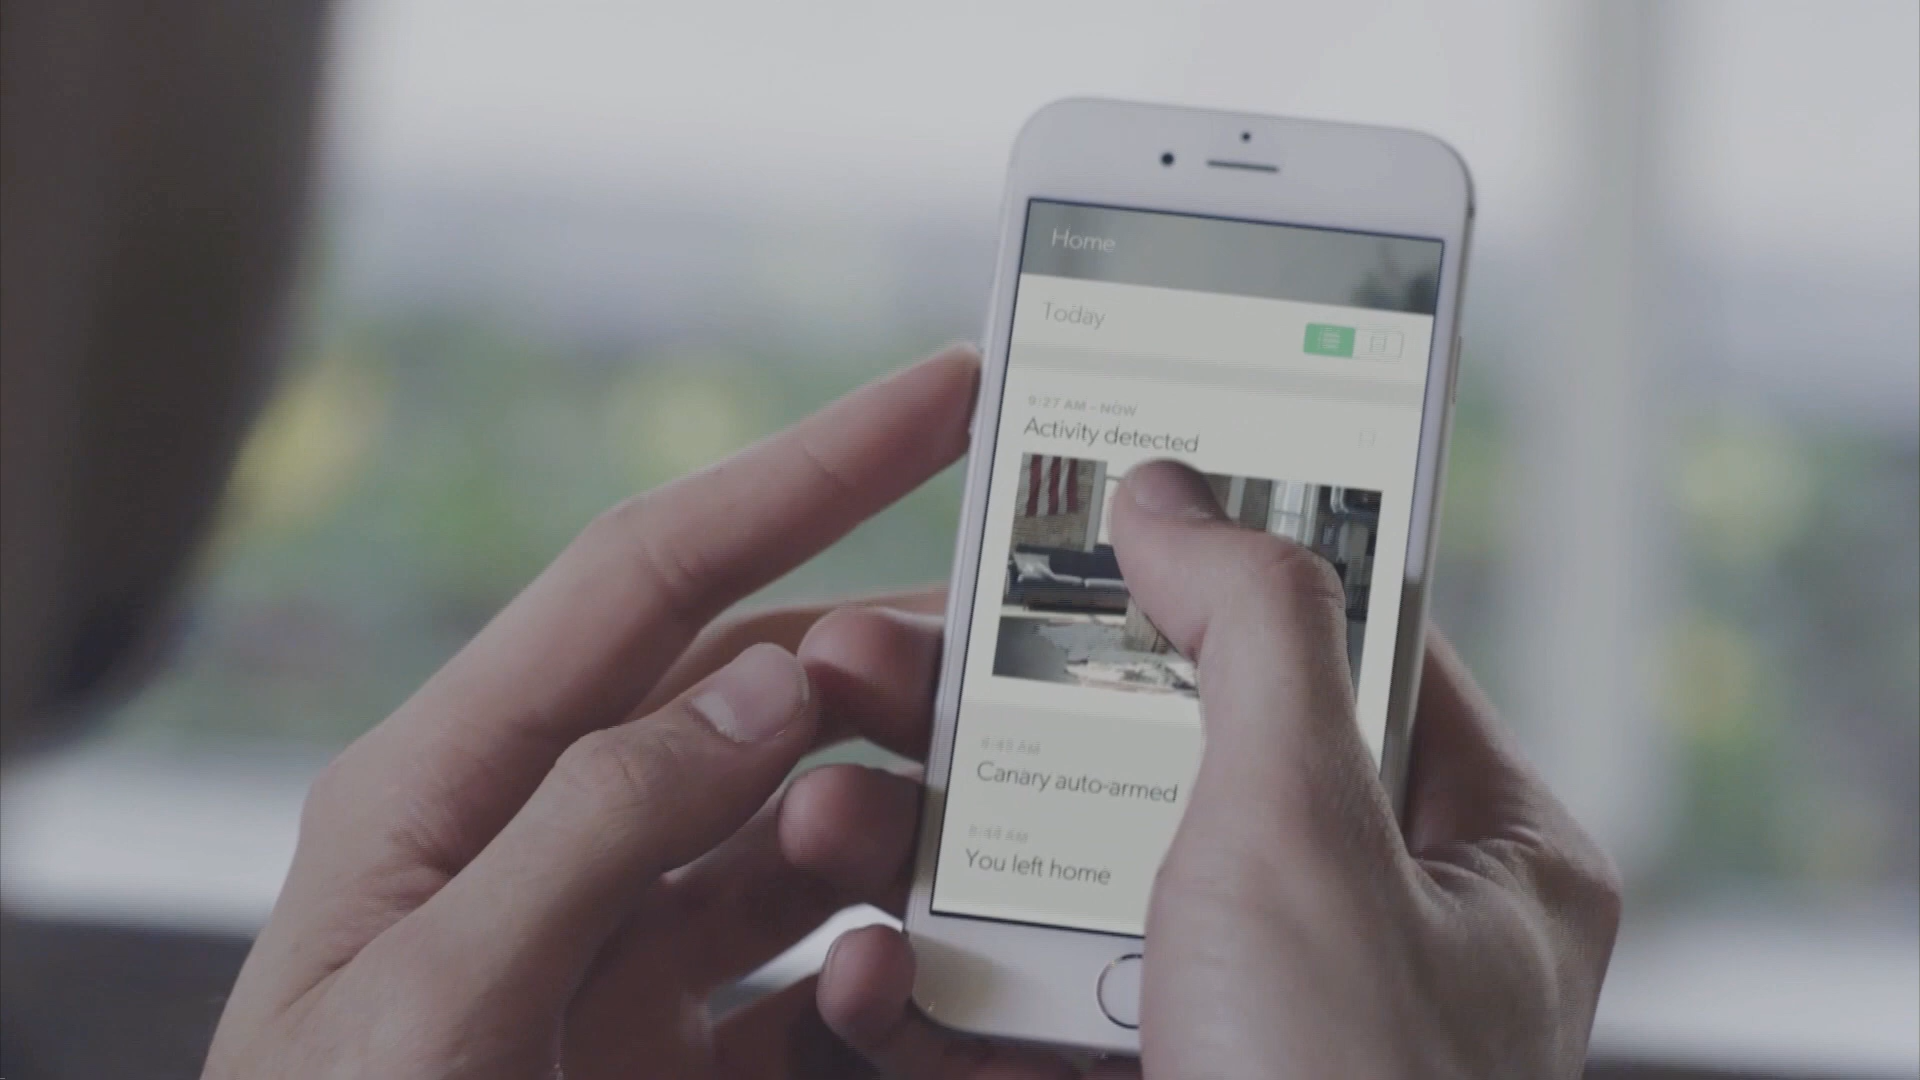 Home
Today
9:27 AM - NOW
Activity detected
Canary auto-armed
You left home